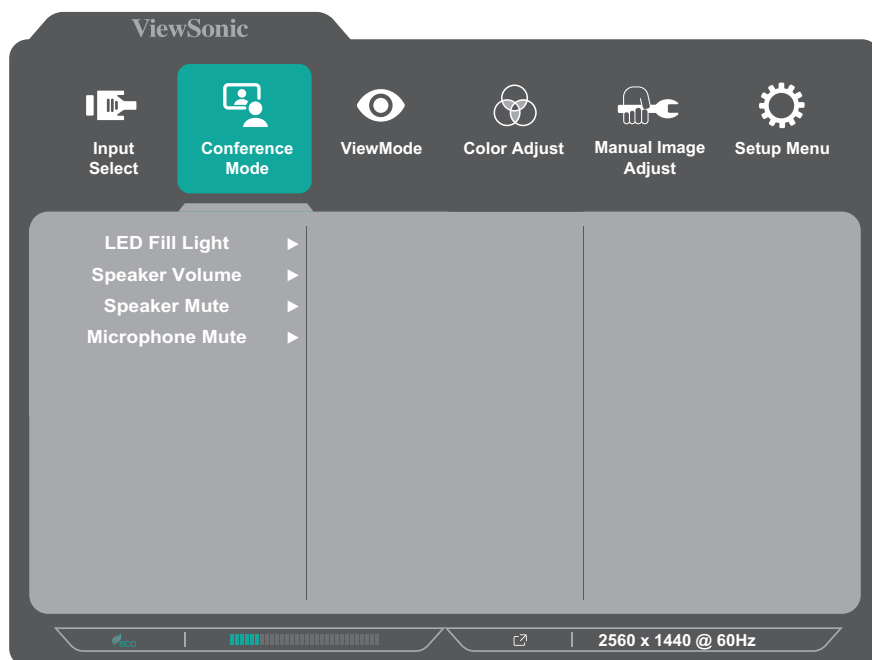 ViewSonic
Input
Select
Conference
Mode
ViewMode
Color Adjust
Manual Image
Adjust
Setup Menu
LED Fill Light
Speaker Volume
Speaker Mute
Microphone Mute
eco
2560 x 1440 @ 60Hz